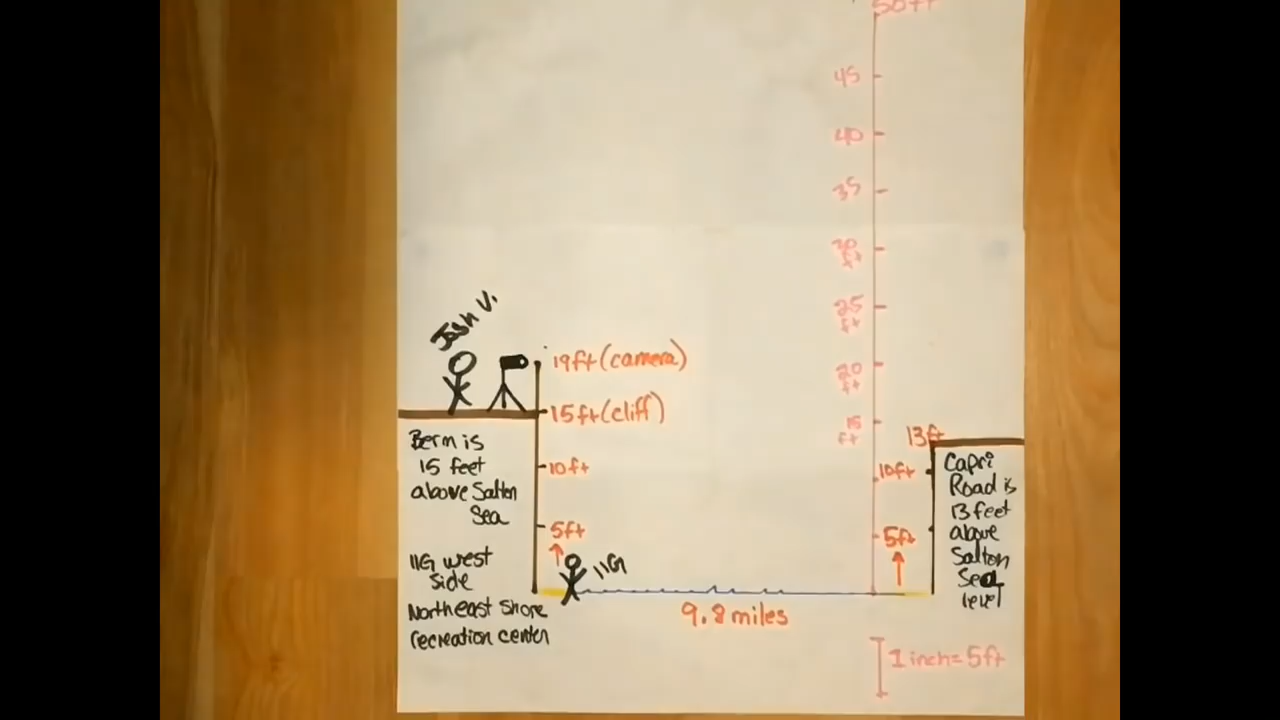 50ft
45
40
35
30
ft
25
ft
20
ft
15
ft
Josh V.
19ft (camera)
15ft (cliff)
10ft
5ft
11G
Berm is
15 feet
above Salton
Sea
11G west
side
Northeast shore
recreation center
9.8 miles
13ft
10ft
5ft
Capri
Road is
13 feet
above
Salton
Sea
level
1 inch = 5ft